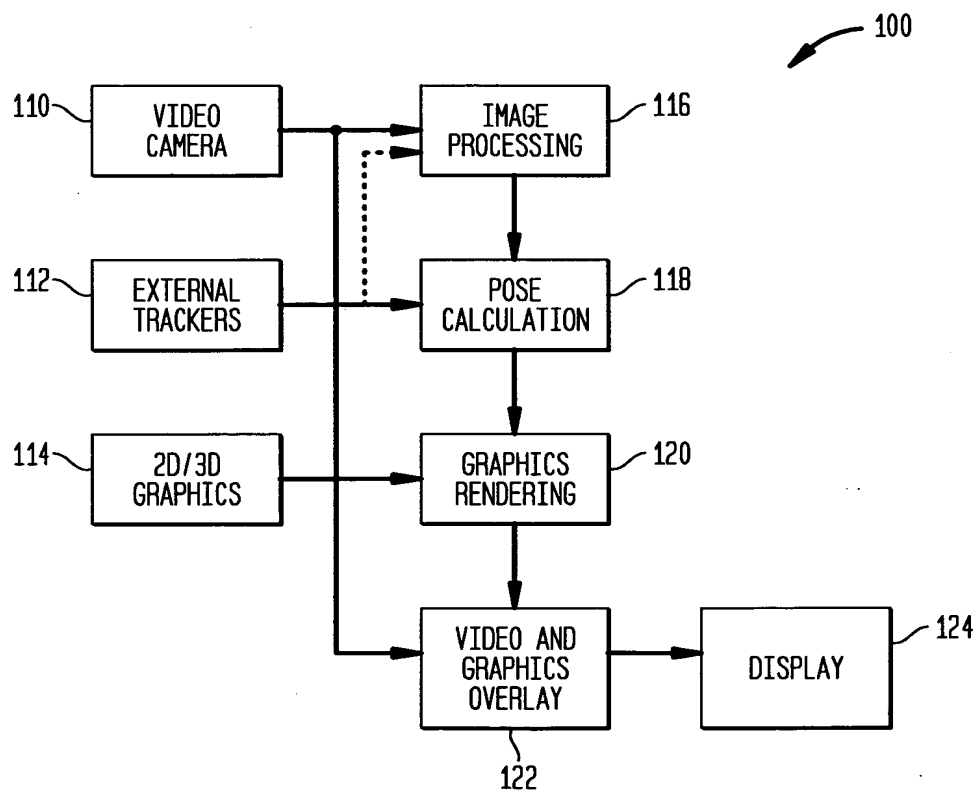 100
110
VIDEO
CAMERA
IMAGE
PROCESSING
116
112
EXTERNAL
TRACKERS
POSE
CALCULATION
118
114
2D/3D
GRAPHICS
GRAPHICS
RENDERING
120
VIDEO AND
GRAPHICS
OVERLAY
122
DISPLAY
124